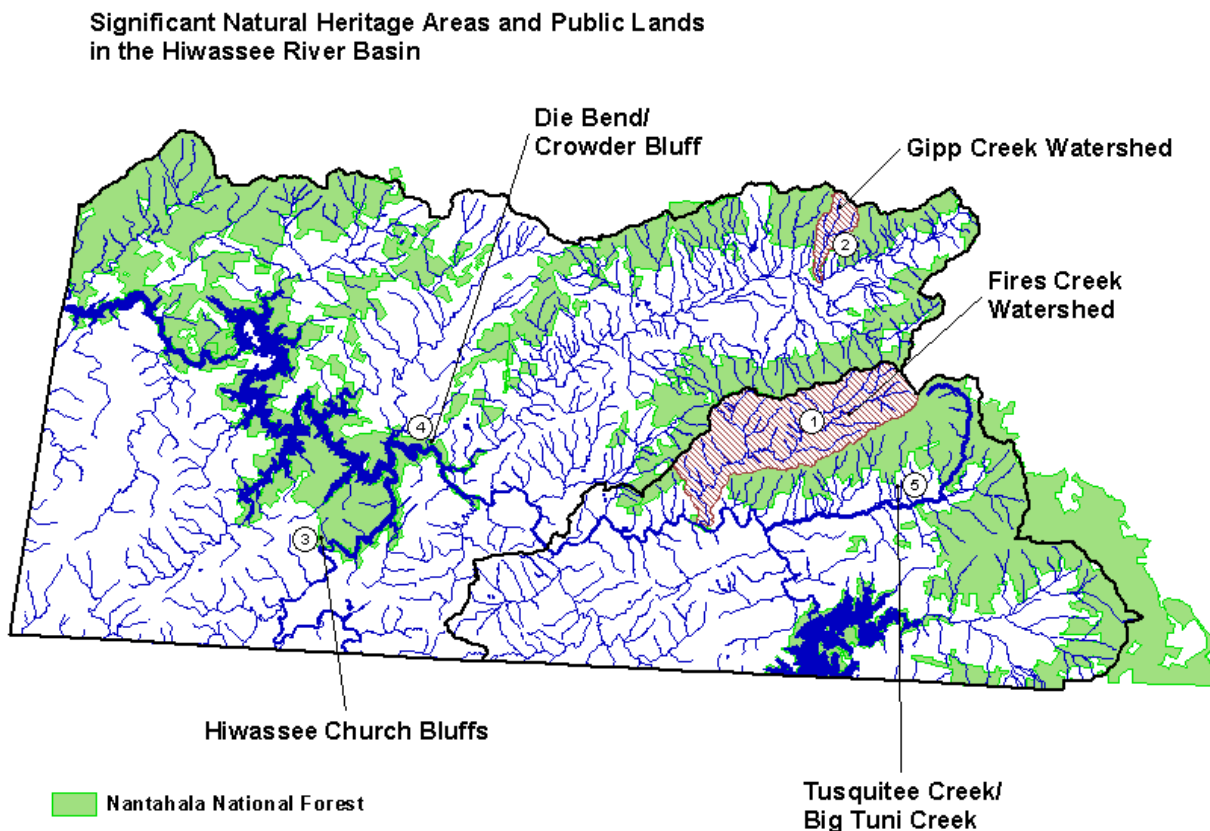 Significant Natural Heritage Areas and Public Lands
in the Hiwassee River Basin
Die Bend/
Crowder Bluff
Gipp Creek Watershed
2
Fires Creek
Watershed
1
4
5
3
Hiwassee Church Bluffs
Tusquitee Creek/
Big Tuni Creek
Nantahala National Forest